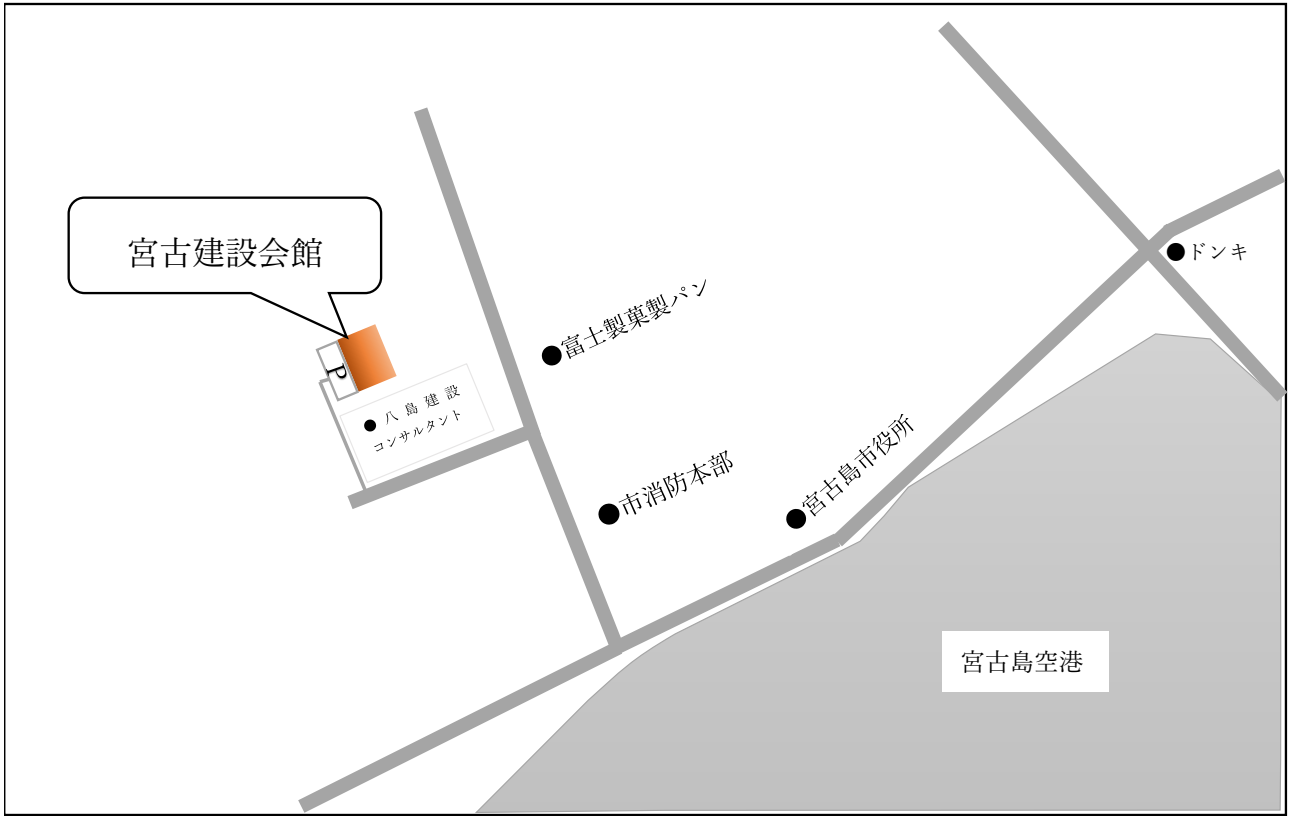 宮古建設会館
ドンキ
富士製菓製パン
P
八島建設
コンサルタント
宮古島市役所
市消防本部
宮古島空港